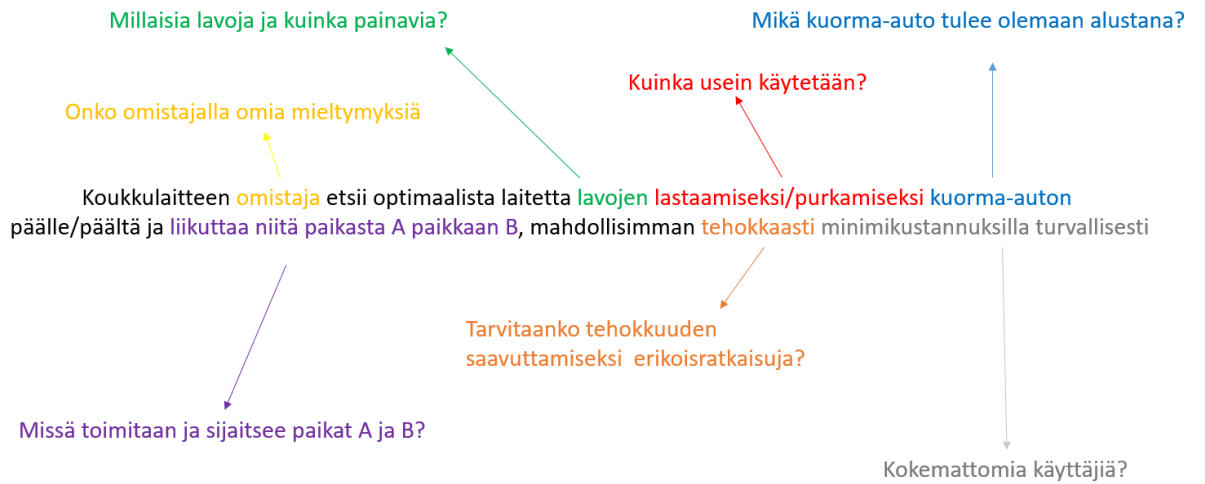 Millaisia lavoja ja kuinka painavia?
Mikä kuorma-auto tulee olemaan alustana?
Kuinka usein käytetään?
Onko omistajalla omia mieltymyksiä
Koukkulaitteen omistaja etsii optimaalista laitetta lavojen lastaamiseksi/purkamiseksi kuorma-auton
päälle/päältä ja liikuttaa niitä paikasta A paikkaan B, mahdollisimman tehokkaasti minimikustannuksilla turvallisesti
Tarvitaanko tehokkuuden
saavuttamiseksi erikoisratkaisuja?
Missä toimitaan ja sijaitsee paikat A ja B?
Kokemattomia käyttäjiä?